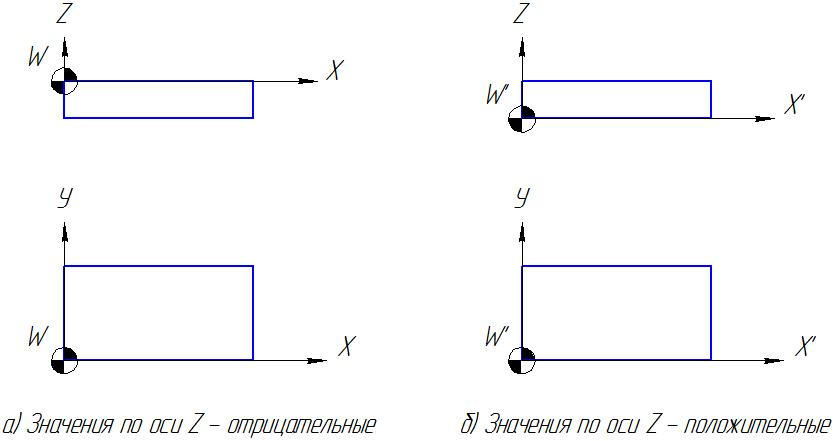 Z
Z
W
X
W'
X'
У
У
W
X
W'
X'
а) Значения по оси Z – отрицательные
б) Значения по оси Z – положительные